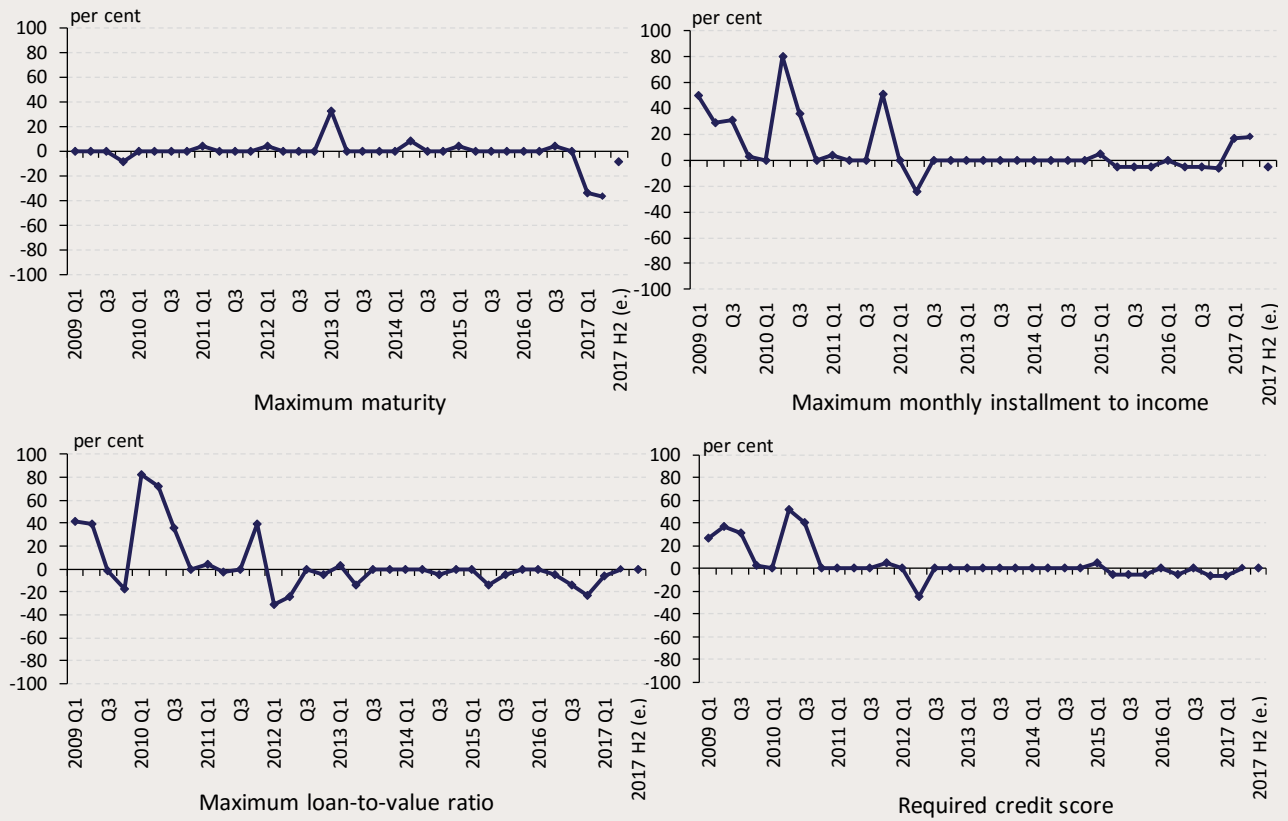 per cent
100
80
60
40
20
0
-20
-40
-60
-80
-100
2009 Q1
Q3
2010 Q1
Q3
2011 Q1
Q3
2012 Q1
Q3
2013 Q1
Q3
2014 Q1
Q3
2015 Q1
Q3
2016 Q1
Q3
2017 Q1
2017 H2 (e.)
Maximum maturity
per cent
100
80
60
40
20
0
-20
-40
-60
-80
-100
2009 Q1
Q3
2010 Q1
Q3
2011 Q1
Q3
2012 Q1
Q3
2013 Q1
Q3
2014 Q1
Q3
2015 Q1
Q3
2016 Q1
Q3
2017 Q1
2017 H2 (e.)
Maximum monthly installment to income
per cent
100
80
60
40
20
0
-20
-40
-60
-80
-100
2009 Q1
Q3
2010 Q1
Q3
2011 Q1
Q3
2012 Q1
Q3
2013 Q1
Q3
2014 Q1
Q3
2015 Q1
Q3
2016 Q1
Q3
2017 Q1
2017 H2 (e.)
Maximum loan-to-value ratio
per cent
100
80
60
40
20
0
-20
-40
-60
-80
-100
2009 Q1
Q3
2010 Q1
Q3
2011 Q1
Q3
2012 Q1
Q3
2013 Q1
Q3
2014 Q1
Q3
2015 Q1
Q3
2016 Q1
Q3
2017 Q1
2017 H2 (e.)
Required credit score